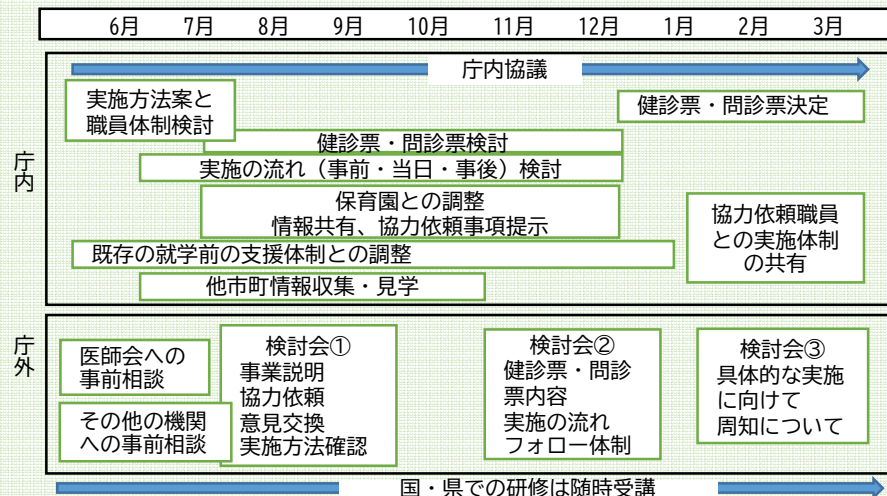 6月 7月 8月 9月 10月 11月 12月 1月 2月 3月
庁内
庁内協議
実施方法案と
職員体制検討
健診票・問診票決定
健診票・問診票検討
実施の流れ（事前・当日・事後）検討
保育園との調整
情報共有、協力依頼事項提示
協力依頼職員
との実施体制
の共有
既存の就学前の支援体制との調整
他市町情報収集・見学
庁外
医師会への
事前相談
その他の機関
への事前相談
検討会①
事業説明
協力依頼
意見交換
実施方法確認
検討会②
健診票・問診
票内容
実施の流れ
フォロー体制
検討会③
具体的な実施
に向けて
周知について
国・県での研修は随時受講